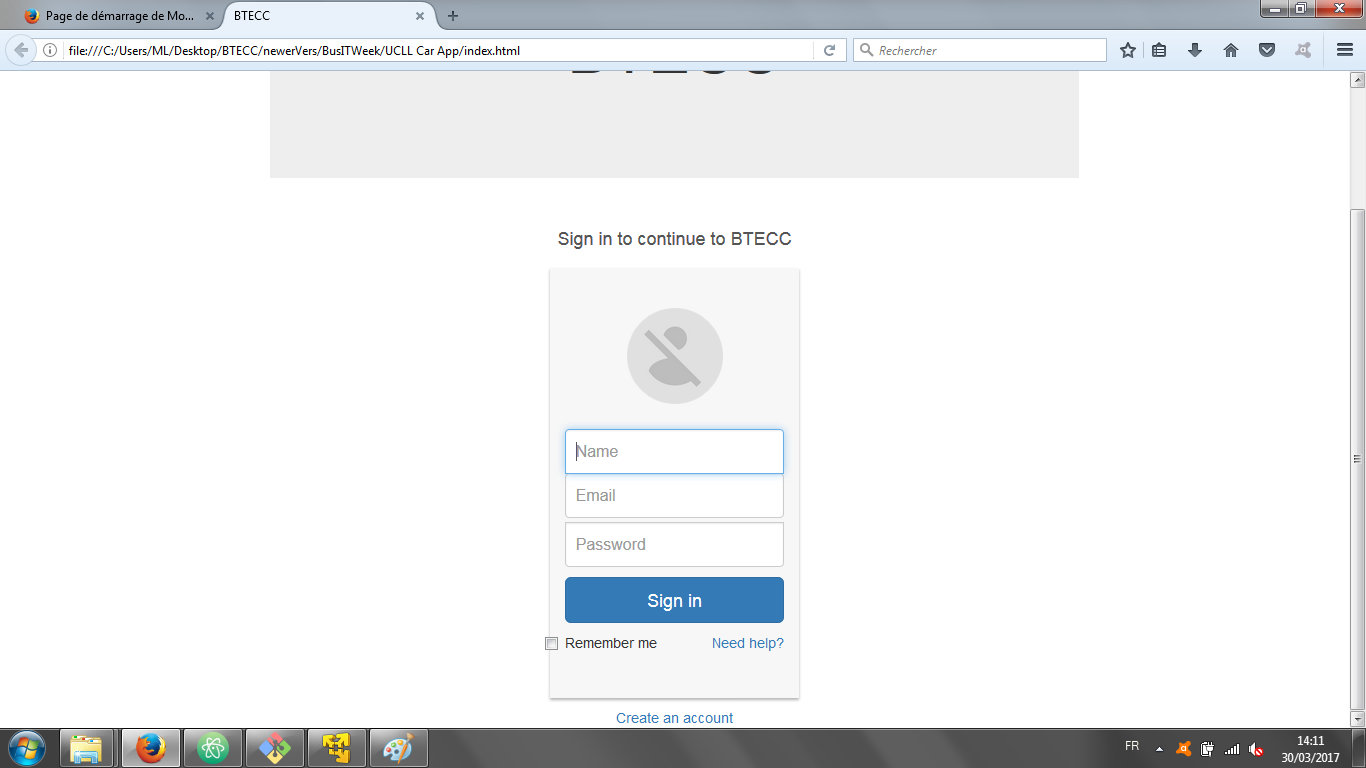 Page de démarrage de Mo...
BTECC
file:///C:/Users/ML/Desktop/BTECC/newerVers/BusITWeek/UCLL Car App/index.html
Rechercher
BTECC
Sign in to continue to BTECC
Name
Email
Password
Sign in
Remember me
Need help?
Create an account
FR
14:11
30/03/2017